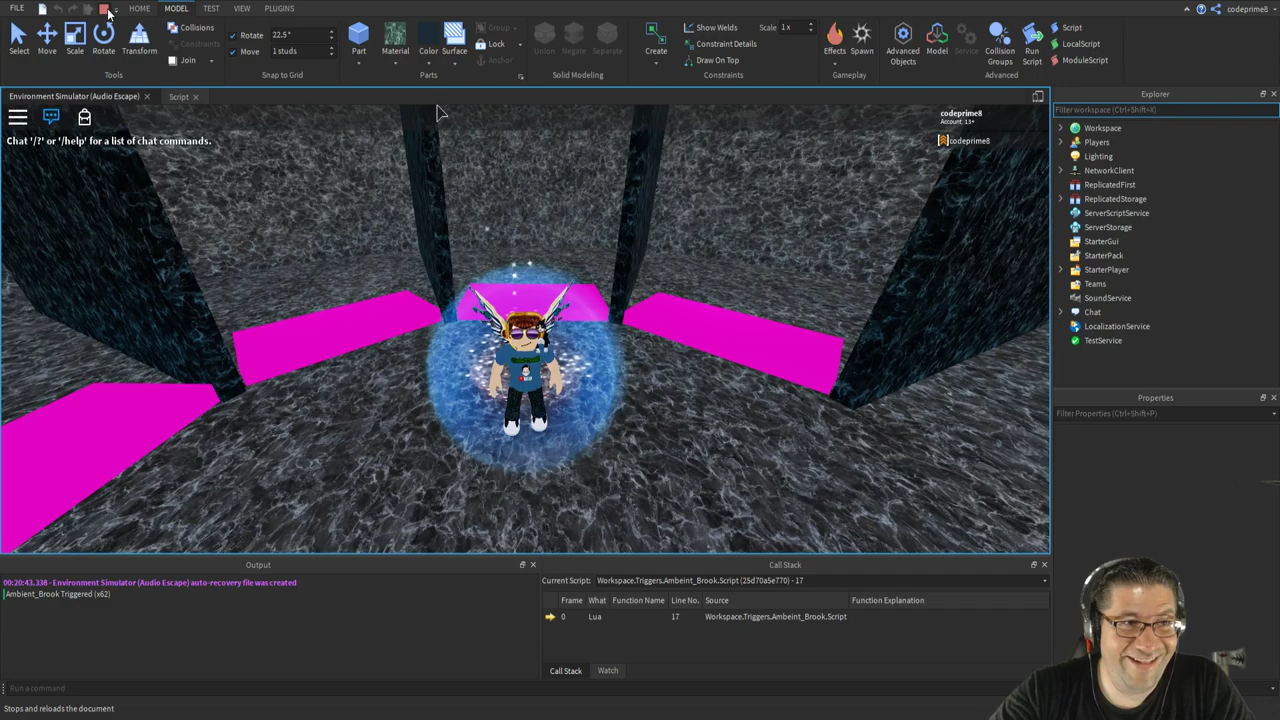 FILE HOME MODEL TEST VIEW PLUGINS codeprime8
Select Move Scale Rotate Transform
Collisions
Constraints
Join
Tools
Rotate 22.5°
Move 1 studs
Snap to Grid
Part Material Color Surface
Group
Lock
Anchor
Parts
Union Negate Separate
Solid Modeling
Create
Show Welds Scale 1x
Constraint Details
Draw On Top
Constraints
Effects Spawn
Gameplay
Advanced Objects Model Service Collision Groups Run Script
Script
LocalScript
ModuleScript
Advanced
Environment Simulator (Audio Escape) Script
Chat '/?' or '/help' for a list of chat commands.
codeprime8
Account: 13+
codeprime8
Explorer
Filter workspace (Ctrl+Shift+X)
Workspace
Players
Lighting
NetworkClient
ReplicatedFirst
ReplicatedStorage
ServerScriptService
ServerStorage
StarterGui
StarterPack
StarterPlayer
Teams
SoundService
Chat
LocalizationService
TestService
Properties
Filter Properties (Ctrl+Shift+P)
Output
00:20:43.338 - Environment Simulator (Audio Escape) auto-recovery file was created
Ambient_Brook Triggered (x62)
Call Stack
Current Script: Workspace.Triggers.Ambeint_Brook.Script (25d70a5e770) - 17
Frame What Function Name Line No. Source Function Explanation
0 Lua 17 Workspace.Triggers.Ambeint_Brook.Script
Call Stack Watch
Run a command
Stops and reloads the document